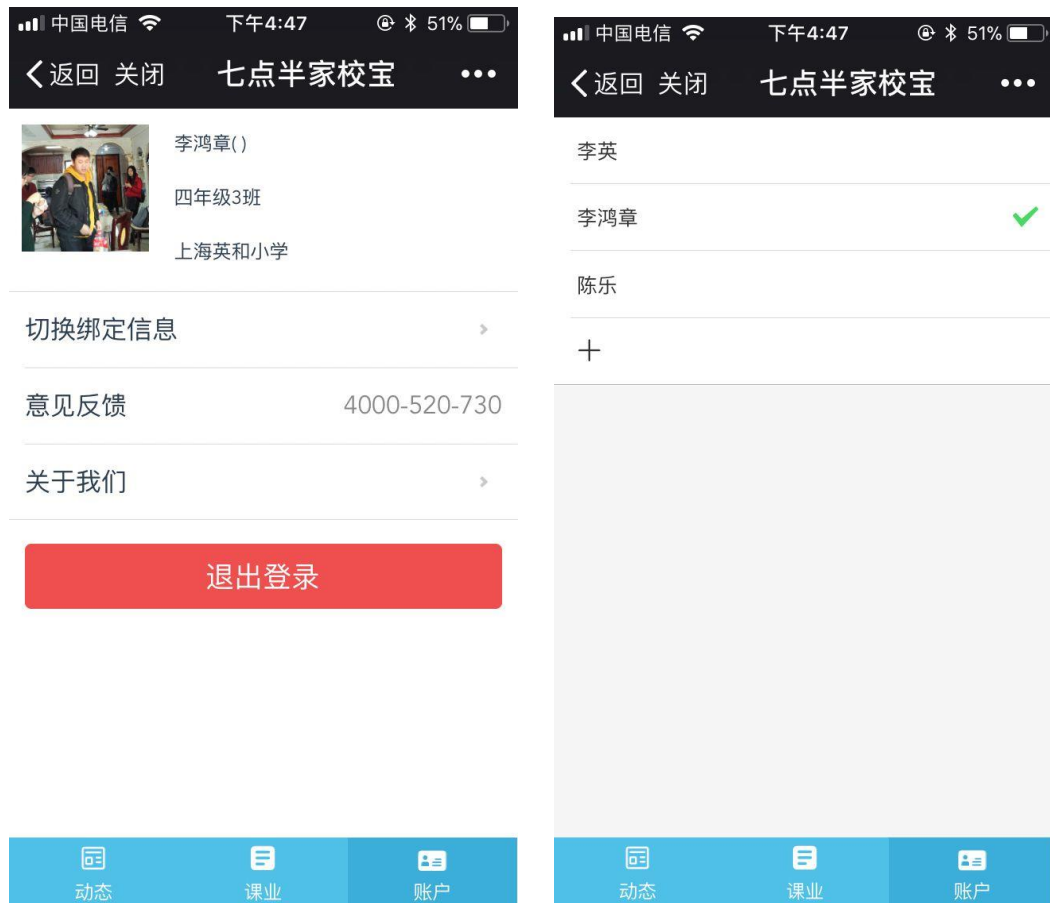 中国电信 下午4:47 51%
返回 关闭 七点半家校宝 •••
李鸿章( )
四年级3班
上海英和小学
切换绑定信息
意见反馈 4000-520-730
关于我们
退出登录
动态 课业 账户
中国电信 下午4:47 51%
返回 关闭 七点半家校宝 •••
李英
李鸿章
陈乐
+
动态 课业 账户